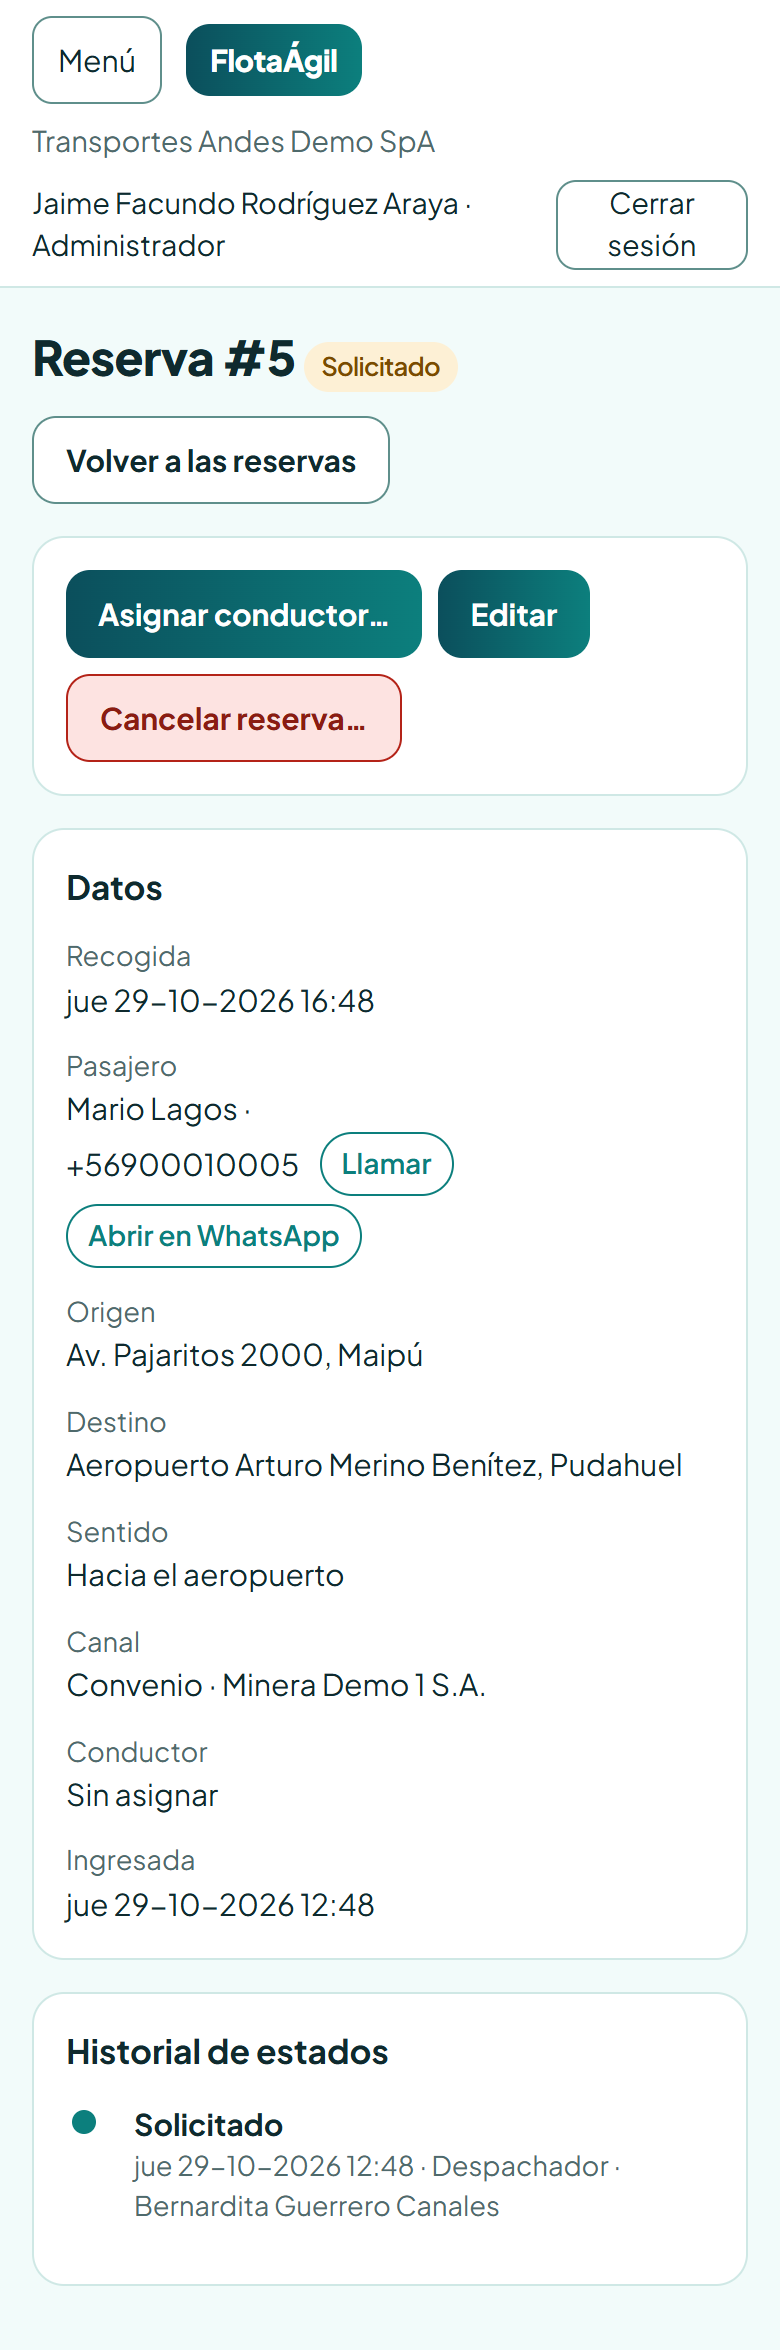 Menú
FlotaÁgil
Transportes Andes Demo SpA
Jaime Facundo Rodríguez Araya ·
Administrador
Cerrar
sesión
Reserva #5
Solicitado
Volver a las reservas
Asignar conductor…
Editar
Cancelar reserva…
Datos
Recogida
jue 29-10-2026 16:48
Pasajero
Mario Lagos ·
+56900010005
Llamar
Abrir en WhatsApp
Origen
Av. Pajaritos 2000, Maipú
Destino
Aeropuerto Arturo Merino Benítez, Pudahuel
Sentido
Hacia el aeropuerto
Canal
Convenio · Minera Demo 1 S.A.
Conductor
Sin asignar
Ingresada
jue 29-10-2026 12:48
Historial de estados
Solicitado
jue 29-10-2026 12:48 · Despachador ·
Bernardita Guerrero Canales